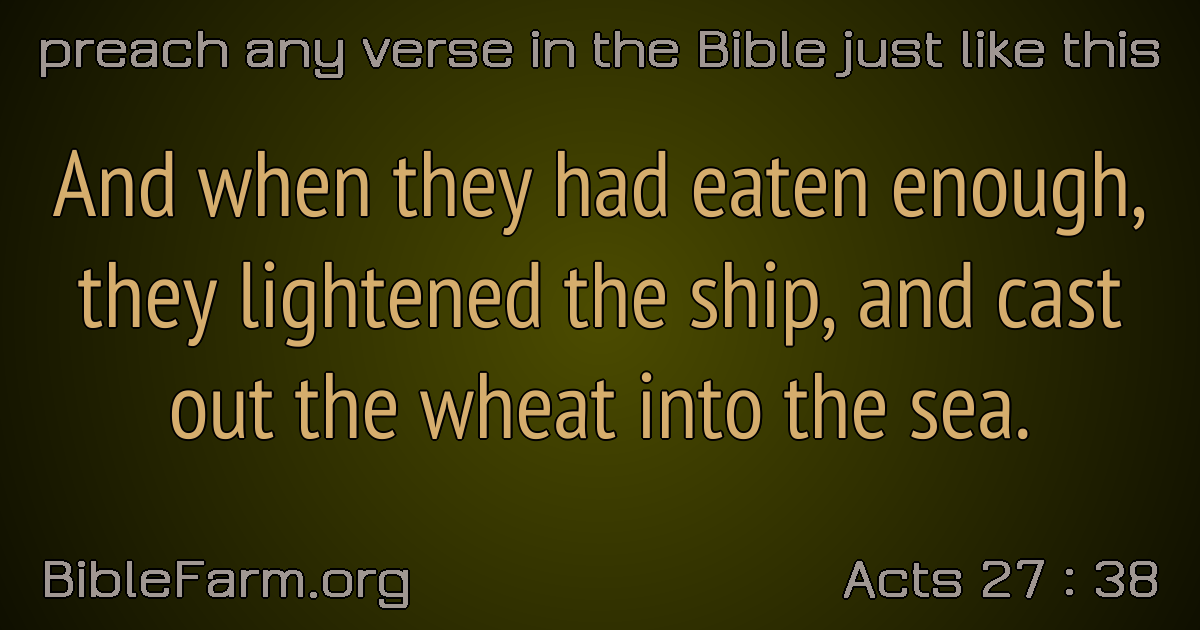 preach any verse in the Bible just like this
And when they had eaten enough,
they lightened the ship, and cast
out the wheat into the sea.
BibleFarm.org
Acts 27 : 38